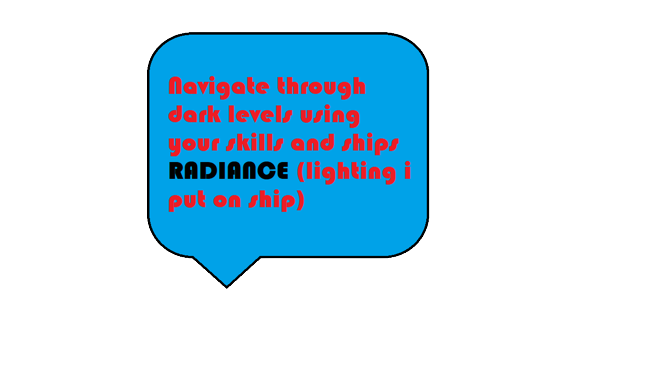 Navigate through
dark levels using
your skills and ships
RADIANCE (lighting i
put on ship)